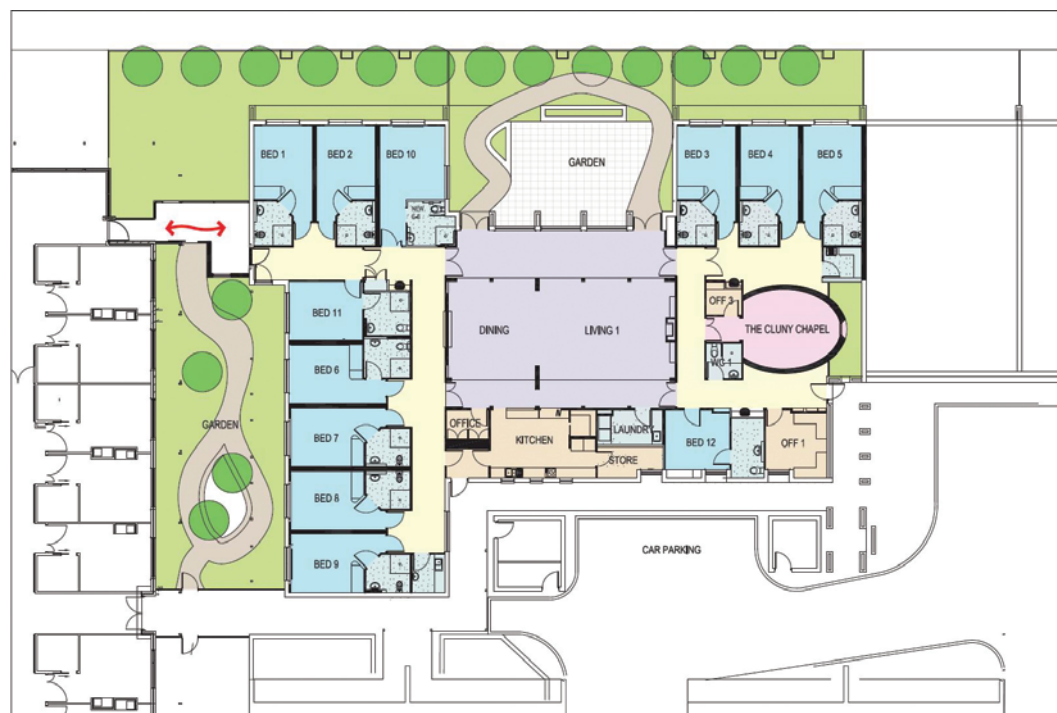 BED 1
BED 2
BED 10
GARDEN
BED 3
BED 4
BED 5
BED 11
DINING
LIVING 1
OFF 3
THE CLUNY CHAPEL
BED 6
WC 1
BED 7
GARDEN
OFFICE
KITCHEN
LAUNDRY
STORE
BED 12
OFF 1
BED 8
BED 9
CAR PARKING